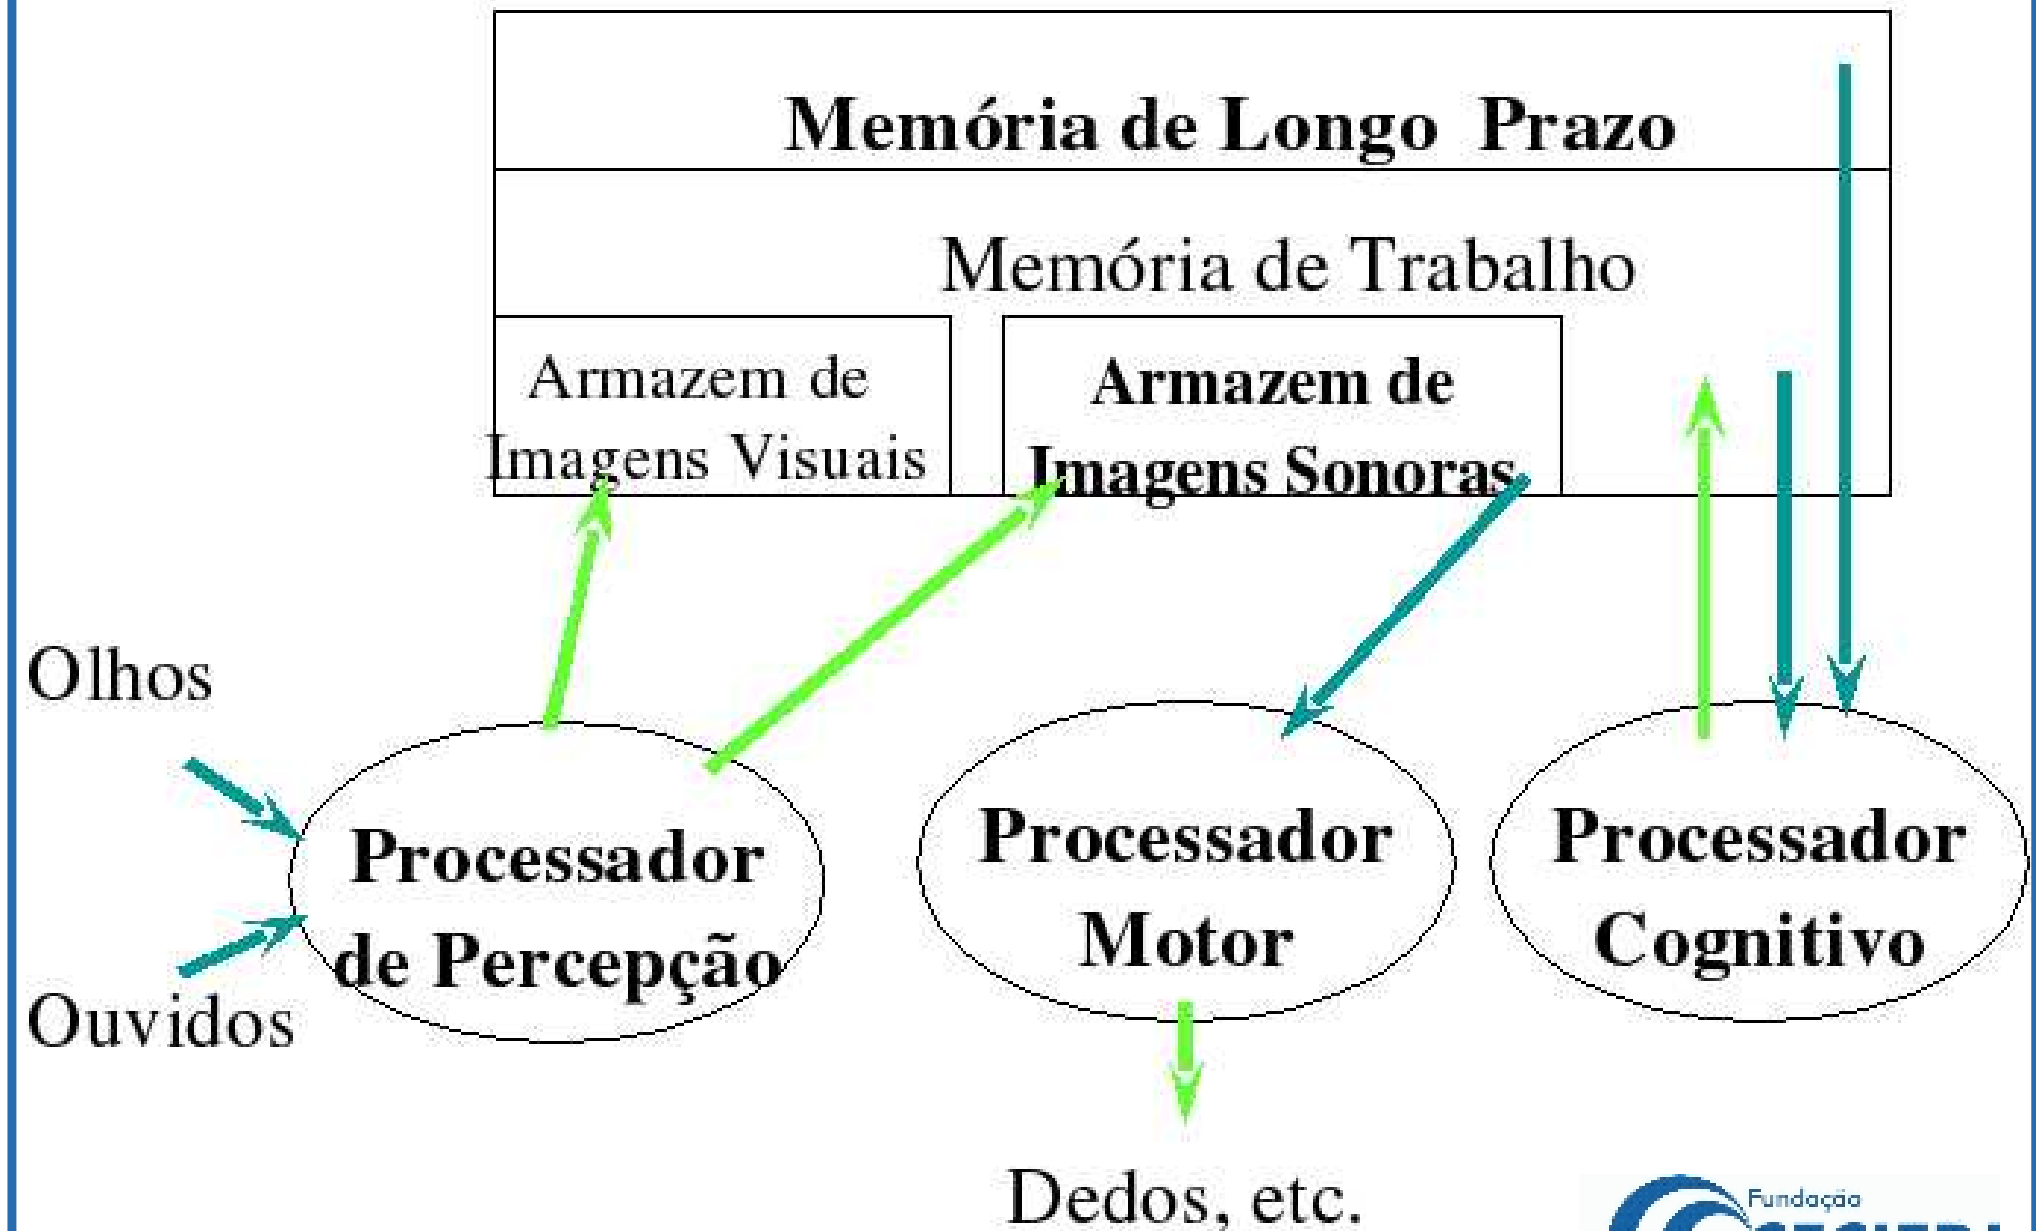 Memória de Longo Prazo
Memória de Trabalho
Armazem de
Imagens Visuais
Armazem de
Imagens Sonoras
Olhos
Ouvidos
Processador
de Percepção
Processador
Motor
Processador
Cognitivo
Dedos, etc.
Fundação